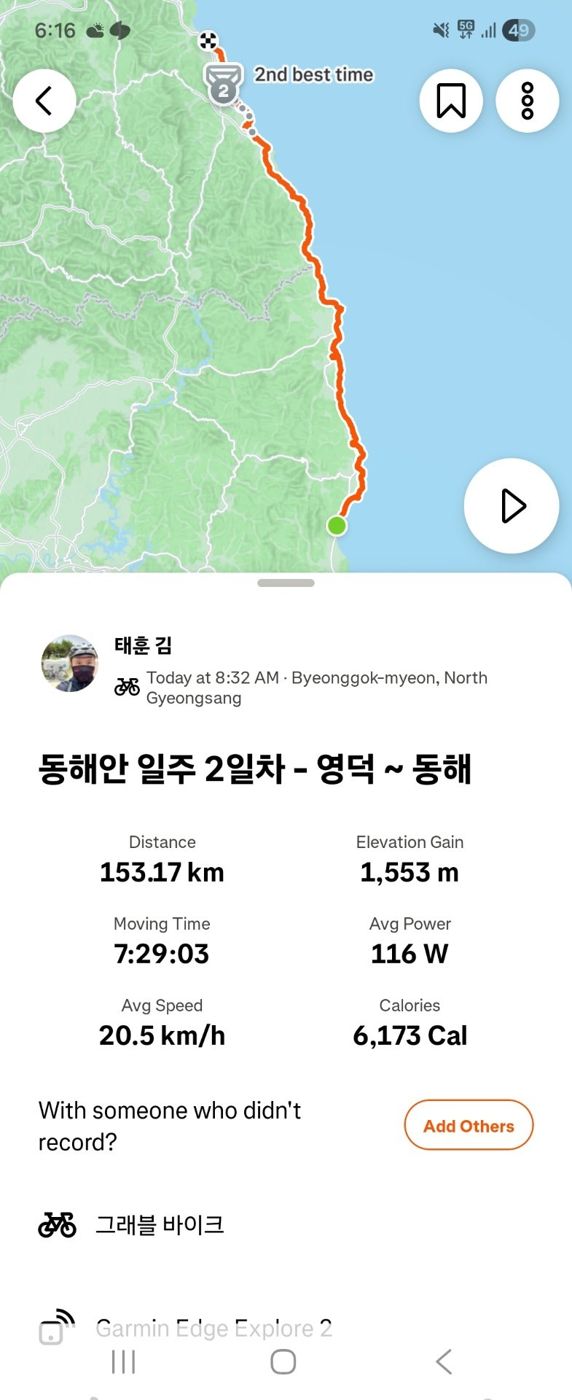 6:16
5G
49
2nd best time
2
태훈 김
Today at 8:32 AM · Byeonggok-myeon, North
Gyeongsang
동해안 일주 2일차 - 영덕 ~ 동해
Distance
Elevation Gain
153.17 km
1,553 m
Moving Time
Avg Power
7:29:03
116 W
Avg Speed
Calories
20.5 km/h
6,173 Cal
With someone who didn't
record?
Add Others
그래블 바이크
Garmin Edge Explore 2